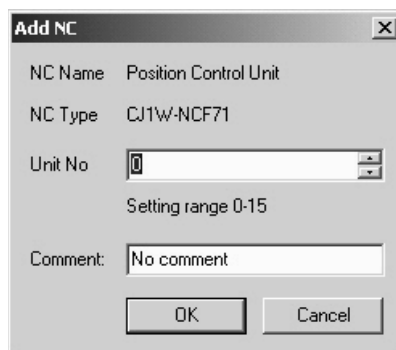 Add NC
NC Name Position Control Unit
NC Type CJ1W-NCF71
Unit No 0
Setting range 0-15
Comment: No comment
OK Cancel